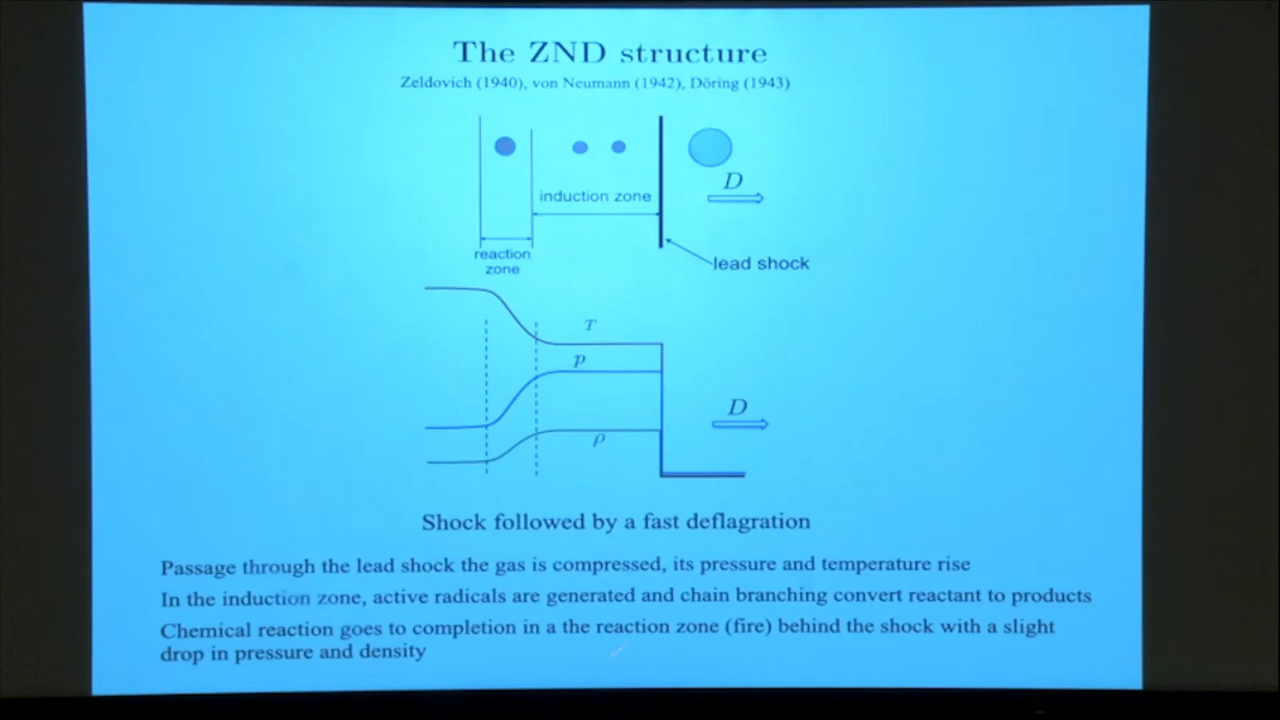 The ZND structure
Zeldovich (1940), von Neumann (1942), Döring (1943)
D
induction zone
reaction
zone
lead shock
T
p
D
ρ
Shock followed by a fast deflagration
Passage through the lead shock the gas is compressed, its pressure and temperature rise
In the induction zone, active radicals are generated and chain branching convert reactant to products
Chemical reaction goes to completion in a the reaction zone (fire) behind the shock with a slight
drop in pressure and density